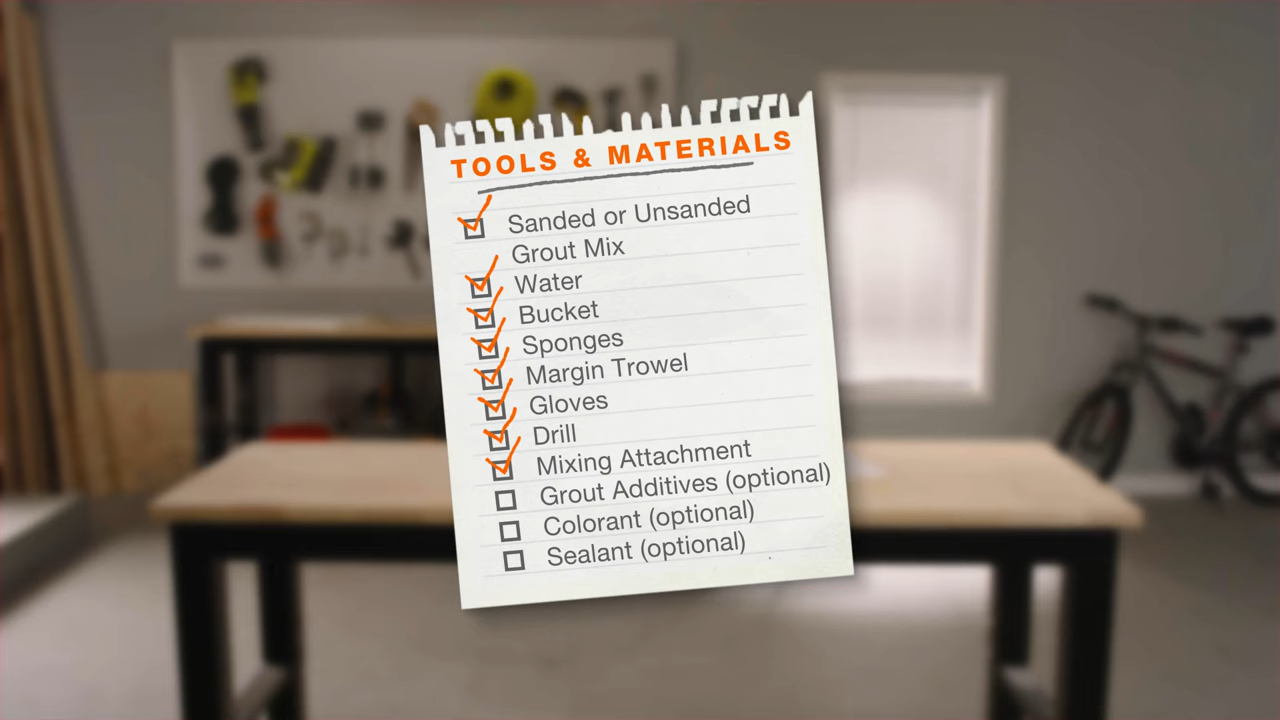 TOOLS & MATERIALS
Sanded or Unsanded
Grout Mix
Water
Bucket
Sponges
Margin Trowel
Gloves
Drill
Mixing Attachment
Grout Additives (optional)
Colorant (optional)
Sealant (optional)